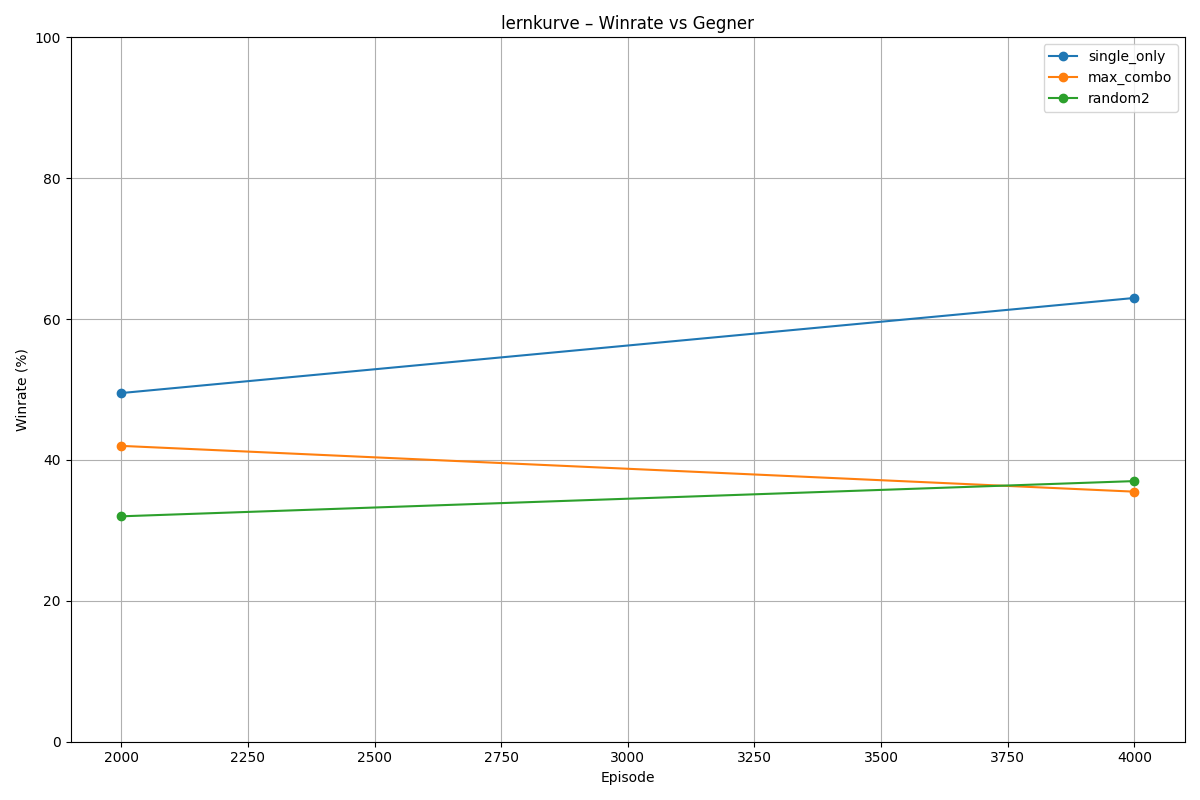 lernkurve – Winrate vs Gegner
single_only
max_combo
random2
Winrate (%)
100
80
60
40
20
0
2000 2250 2500 2750 3000 3250 3500 3750 4000
Episode